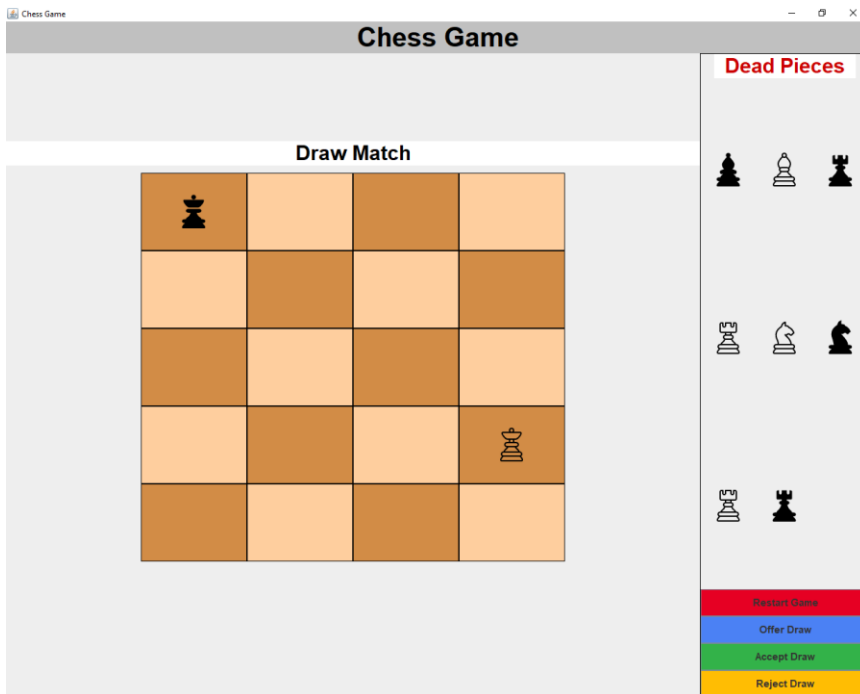 Chess Game
Chess Game
Dead Pieces
Draw Match
Restart Game
Offer Draw
Accept Draw
Reject Draw